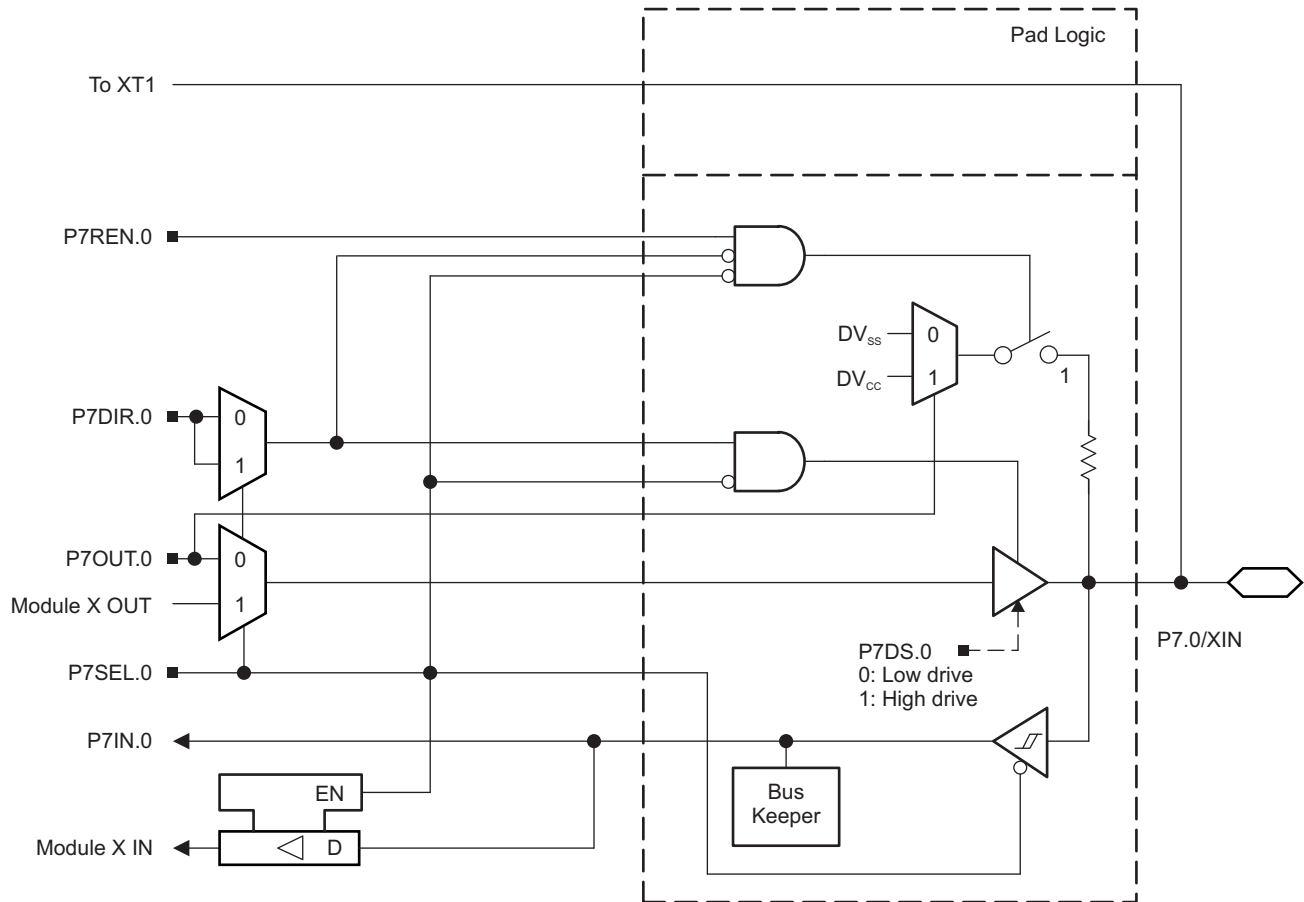 Pad Logic
To XT1
P7REN.0
DVSS
0
DVCC
1
1
P7DIR.0
0
1
P7OUT.0
0
Module X OUT
1
P7DS.0
0: Low drive
1: High drive
P7.0/XIN
P7SEL.0
P7IN.0
EN
Bus
Keeper
Module X IN
D